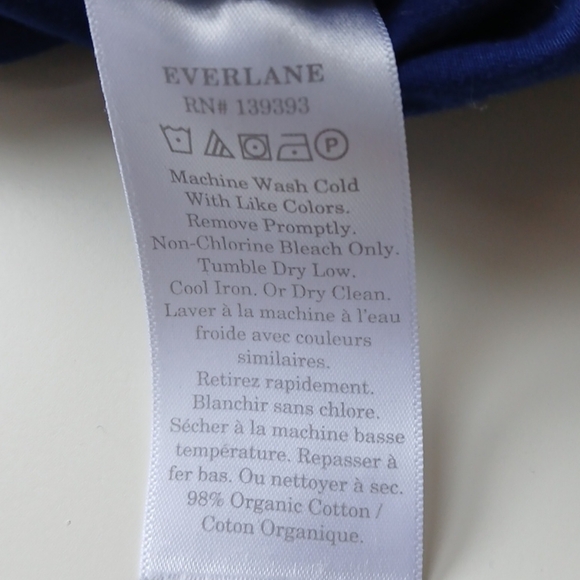 EVERLANE
RN# 139393
P
Machine Wash Cold
With Like Colors.
Remove Promptly.
Non-Chlorine Bleach Only.
Tumble Dry Low.
Cool Iron. Or Dry Clean.
Laver à la machine à l'eau
froide avec couleurs
similaires.
Retirez rapidement.
Blanchir sans chlore.
Sécher à la machine basse
température. Repasser à
fer bas. Ou nettoyer à sec.
98% Organic Cotton /
Coton Organique.